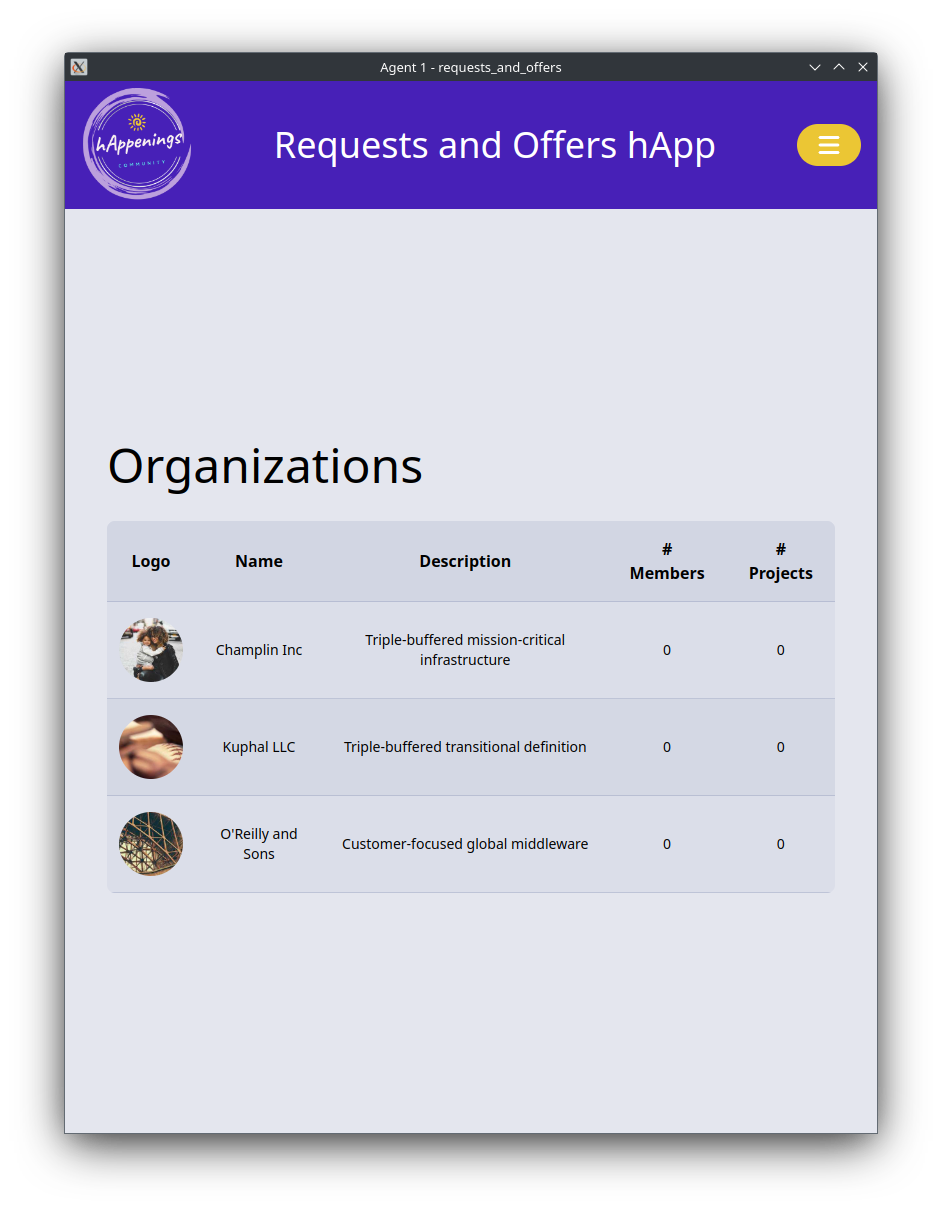 Agent 1 - requests_and_offers
hAppenings
COMMUNITY
Requests and Offers hApp
Organizations
Logo Name Description # Members # Projects
Champlin Inc Triple-buffered mission-critical infrastructure 0 0
Kuphal LLC Triple-buffered transitional definition 0 0
O'Reilly and Sons Customer-focused global middleware 0 0